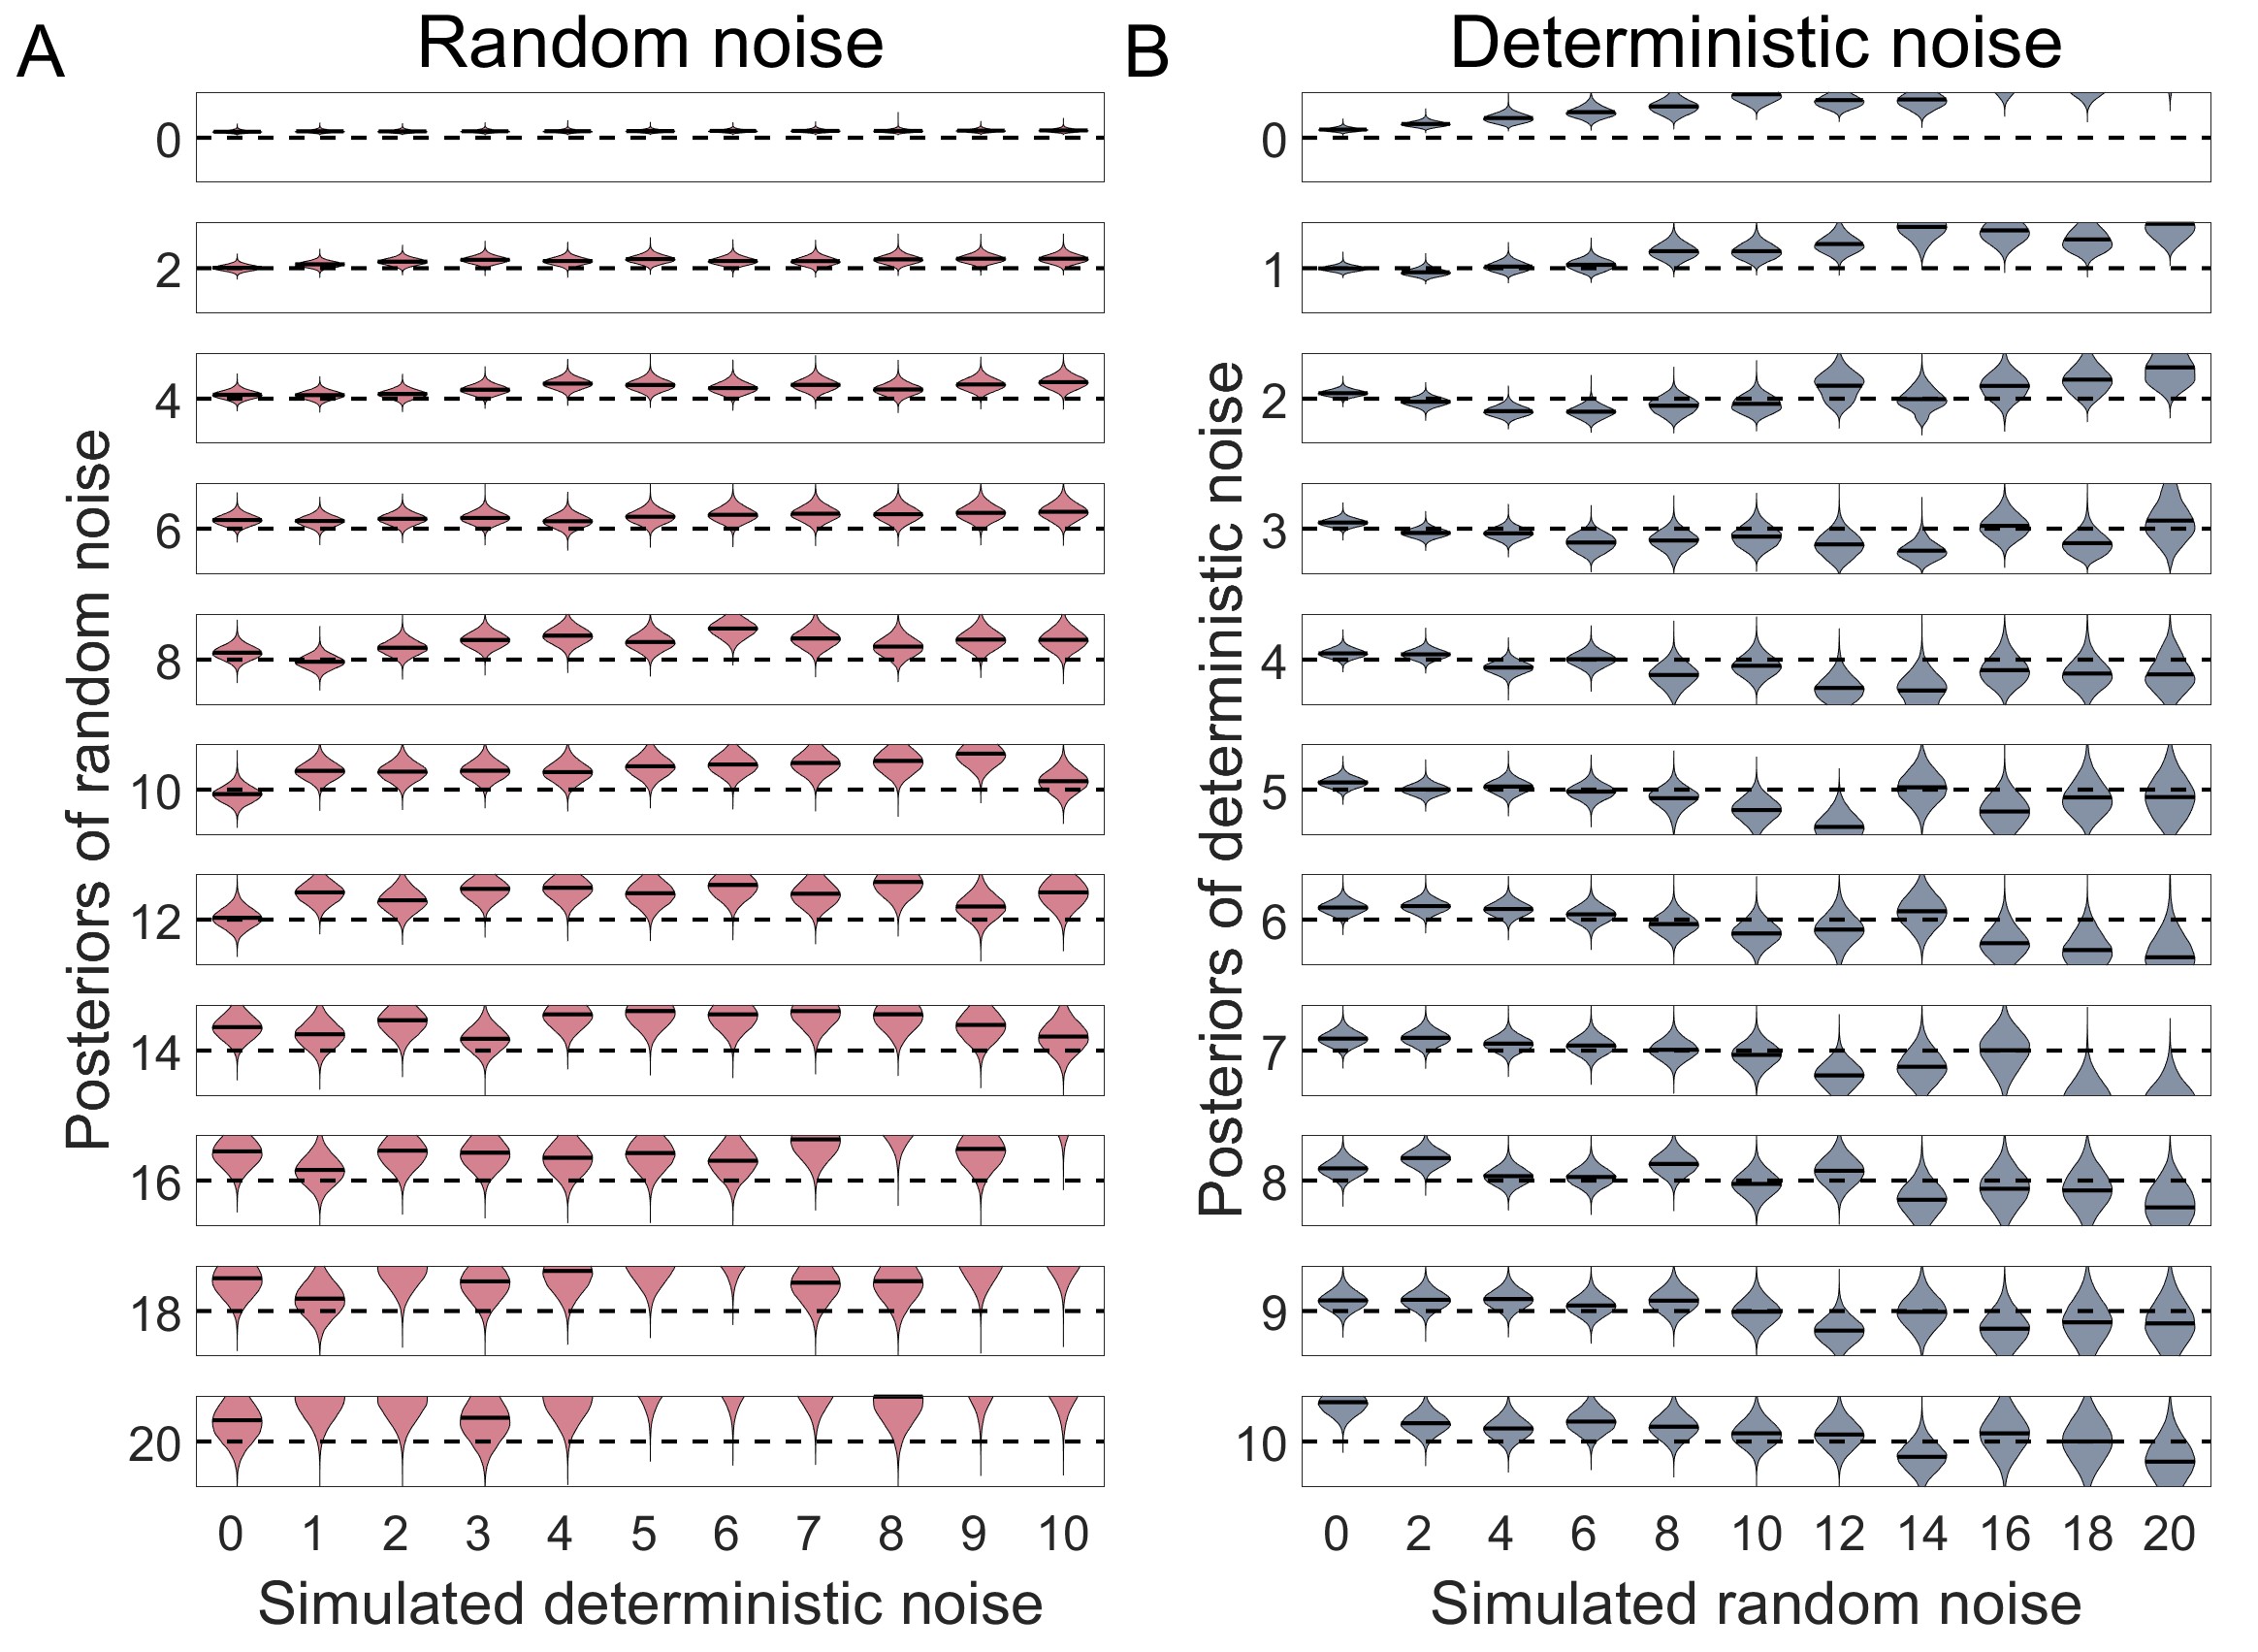 A
Random noise
Posteriors of random noise
0
2
4
6
8
10
12
14
16
18
20
0 1 2 3 4 5 6 7 8 9 10
Simulated deterministic noise
B
Deterministic noise
Posteriors of deterministic noise
0
1
2
3
4
5
6
7
8
9
10
0 2 4 6 8 10 12 14 16 18 20
Simulated random noise